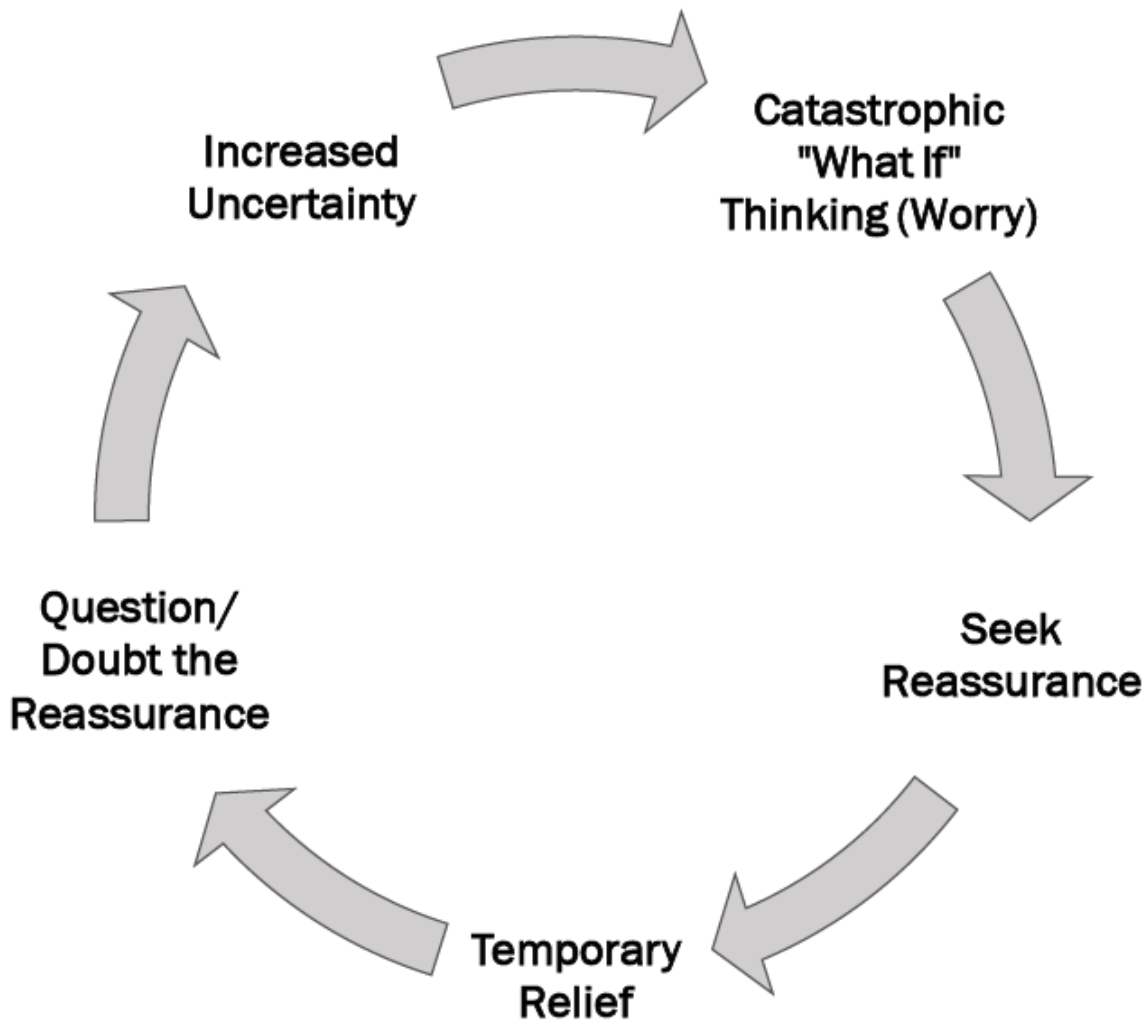 Increased
Uncertainty
Catastrophic
"What If"
Thinking (Worry)
Seek
Reassurance
Temporary
Relief
Question/
Doubt the
Reassurance